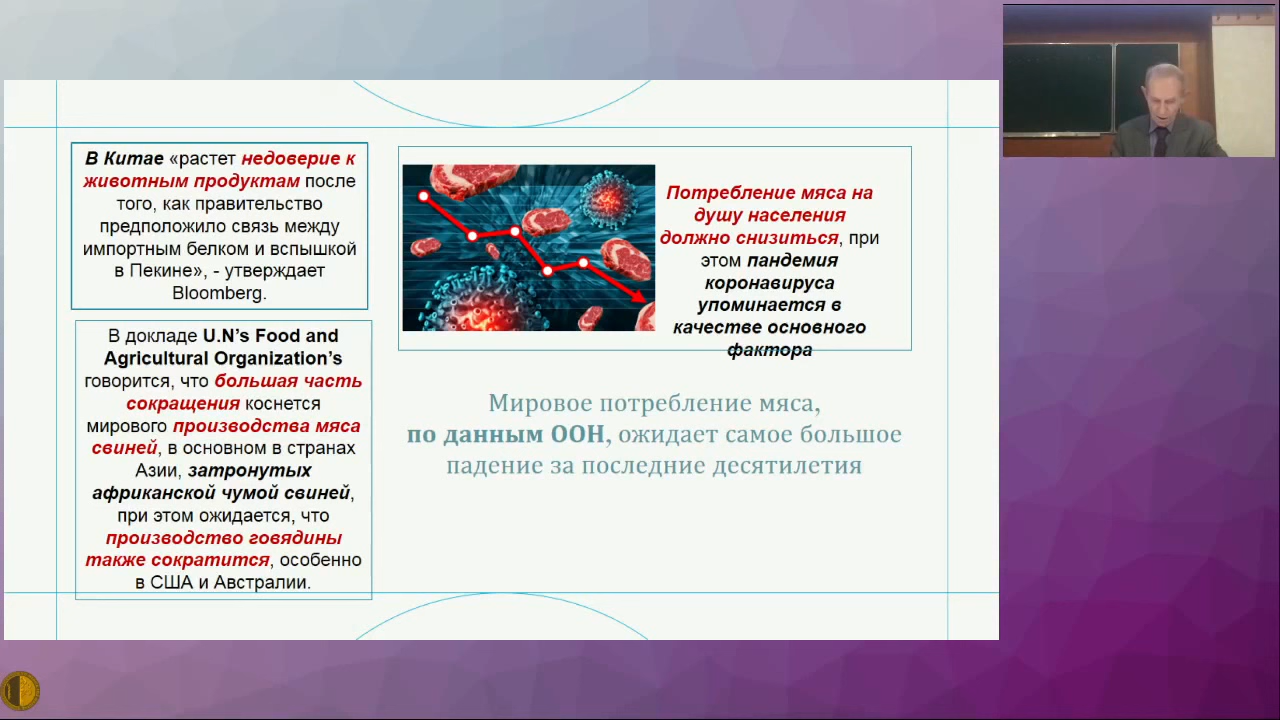 В Китае «растет недоверие к
животным продуктам после
того, как правительство
предположило связь между
импортным белком и вспышкой
в Пекине», - утверждает
Bloomberg.
В докладе U.N’s Food and
Agricultural Organization’s
говорится, что большая часть
сокращения коснется
мирового производства мяса
свиней, в основном в странах
Азии, затронутых
африканской чумой свиней,
при этом ожидается, что
производство говядины
также сократится, особенно
в США и Австралии.
Потребление мяса на
душу населения
должно снизиться, при
этом пандемия
коронавируса
упоминается в
качестве основного
фактора
Мировое потребление мяса,
по данным ООН, ожидает самое большое
падение за последние десятилетия